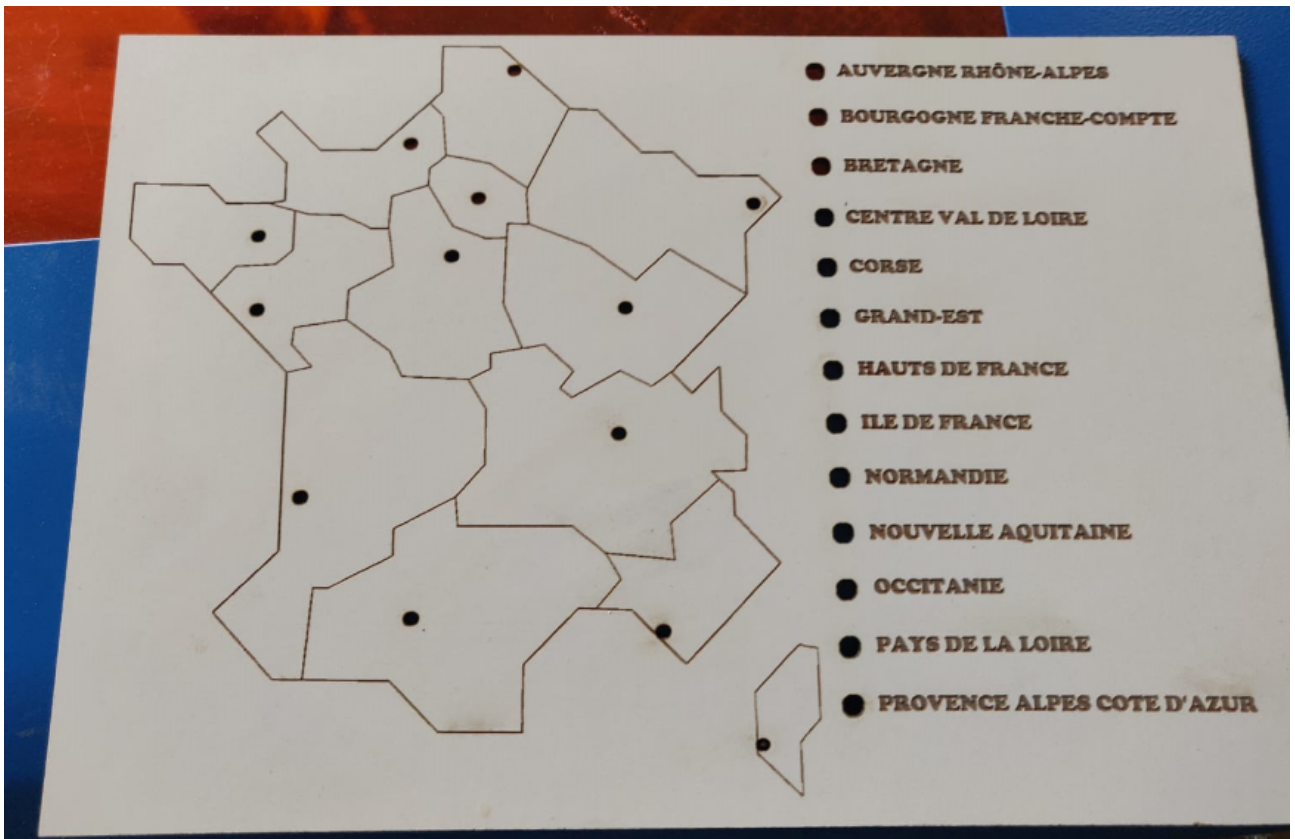 AUVERGNE RHÔNE-ALPES
BOURGOGNE FRANCHE-COMPTE
BRETAGNE
CENTRE VAL DE LOIRE
CORSE
GRAND-EST
HAUTS DE FRANCE
ILE DE FRANCE
NORMANDIE
NOUVELLE AQUITAINE
OCCITANIE
PAYS DE LA LOIRE
PROVENCE ALPES COTE D'AZUR